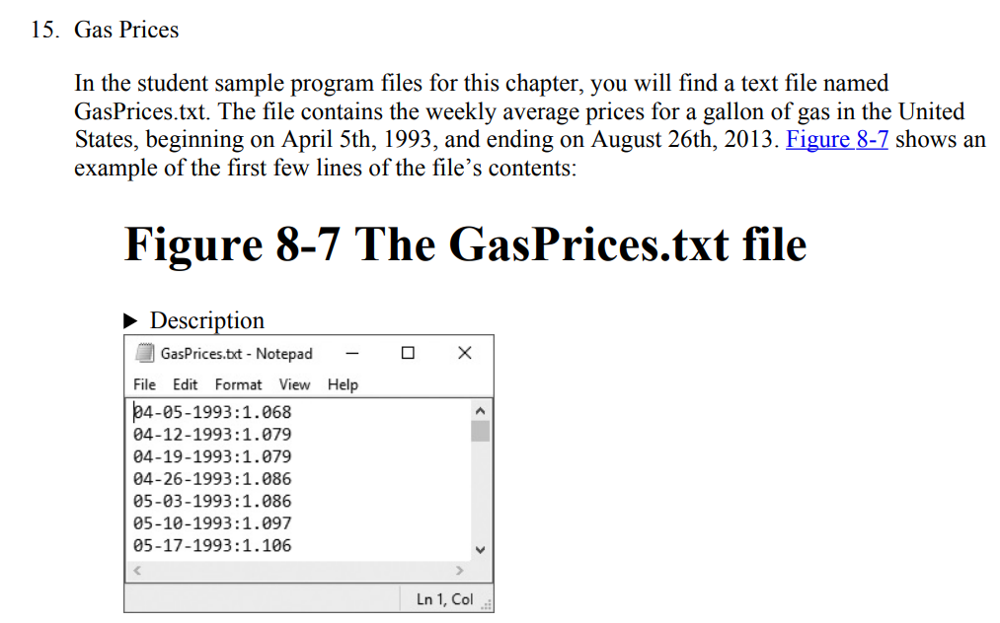 15. Gas Prices
In the student sample program files for this chapter, you will find a text file named
GasPrices.txt. The file contains the weekly average prices for a gallon of gas in the United
States, beginning on April 5th, 1993, and ending on August 26th, 2013. Figure 8-7 shows an
example of the first few lines of the file’s contents:
Figure 8-7 The GasPrices.txt file
Description
GasPrices.txt - Notepad
File Edit Format View Help
04-05-1993:1.068
04-12-1993:1.079
04-19-1993:1.079
04-26-1993:1.086
05-03-1993:1.086
05-10-1993:1.097
05-17-1993:1.106
Ln 1, Col